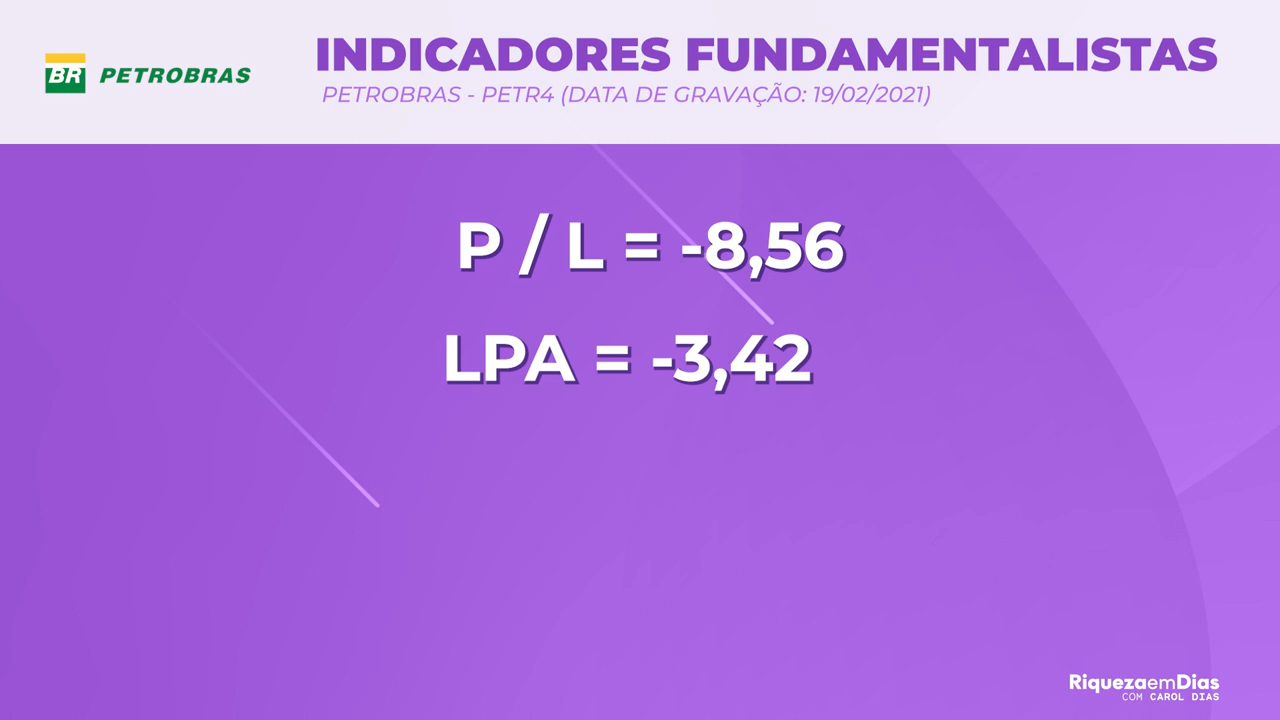 INDICADORES FUNDAMENTALISTAS
BR PETROBRAS
PETROBRAS - PETR4 (DATA DE GRAVAÇÃO: 19/02/2021)
P / L = -8,56
LPA = -3,42
RiquezaemDias
COM CAROL DIAS